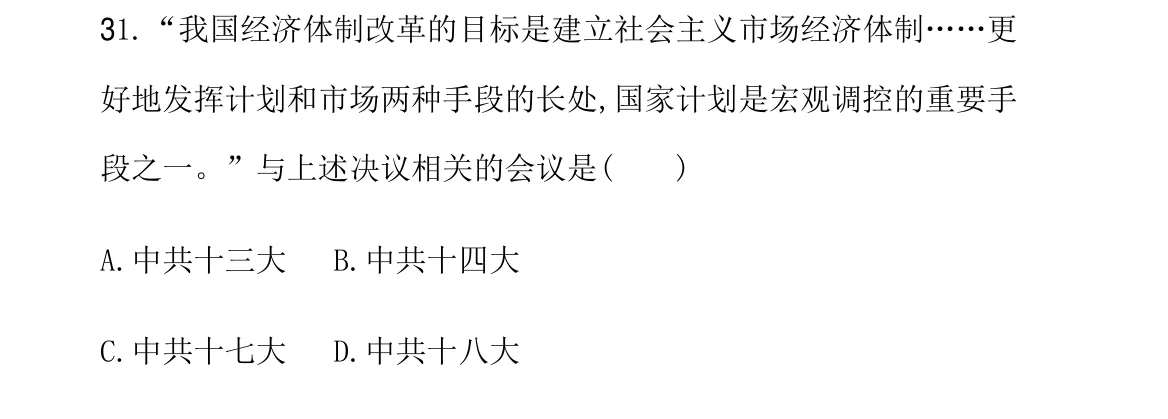 31. “我国经济体制改革的目标是建立社会主义市场经济体制……更
好地发挥计划和市场两种手段的长处,国家计划是宏观调控的重要手
段之一。”与上述决议相关的会议是(　　)
A.中共十三大　B.中共十四大
C.中共十七大　D.中共十八大